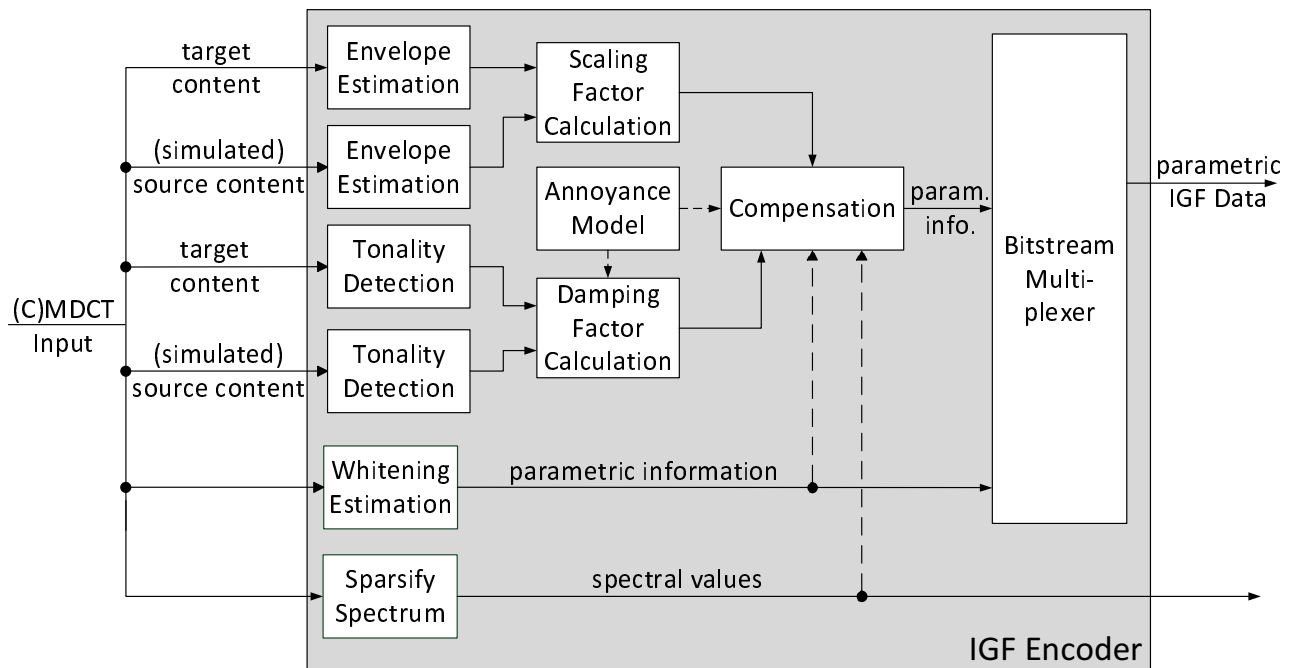 (C)MDCT
Input
target
content
(simulated)
source content
target
content
(simulated)
source content
Envelope
Estimation
Envelope
Estimation
Tonality
Detection
Tonality
Detection
Whitening
Estimation
Sparsify
Spectrum
Scaling
Factor
Calculation
Annoyance
Model
Damping
Factor
Calculation
Compensation
param.
info.
parametric information
spectral values
Bitstream
Multi-
plexer
parametric
IGF Data
IGF Encoder